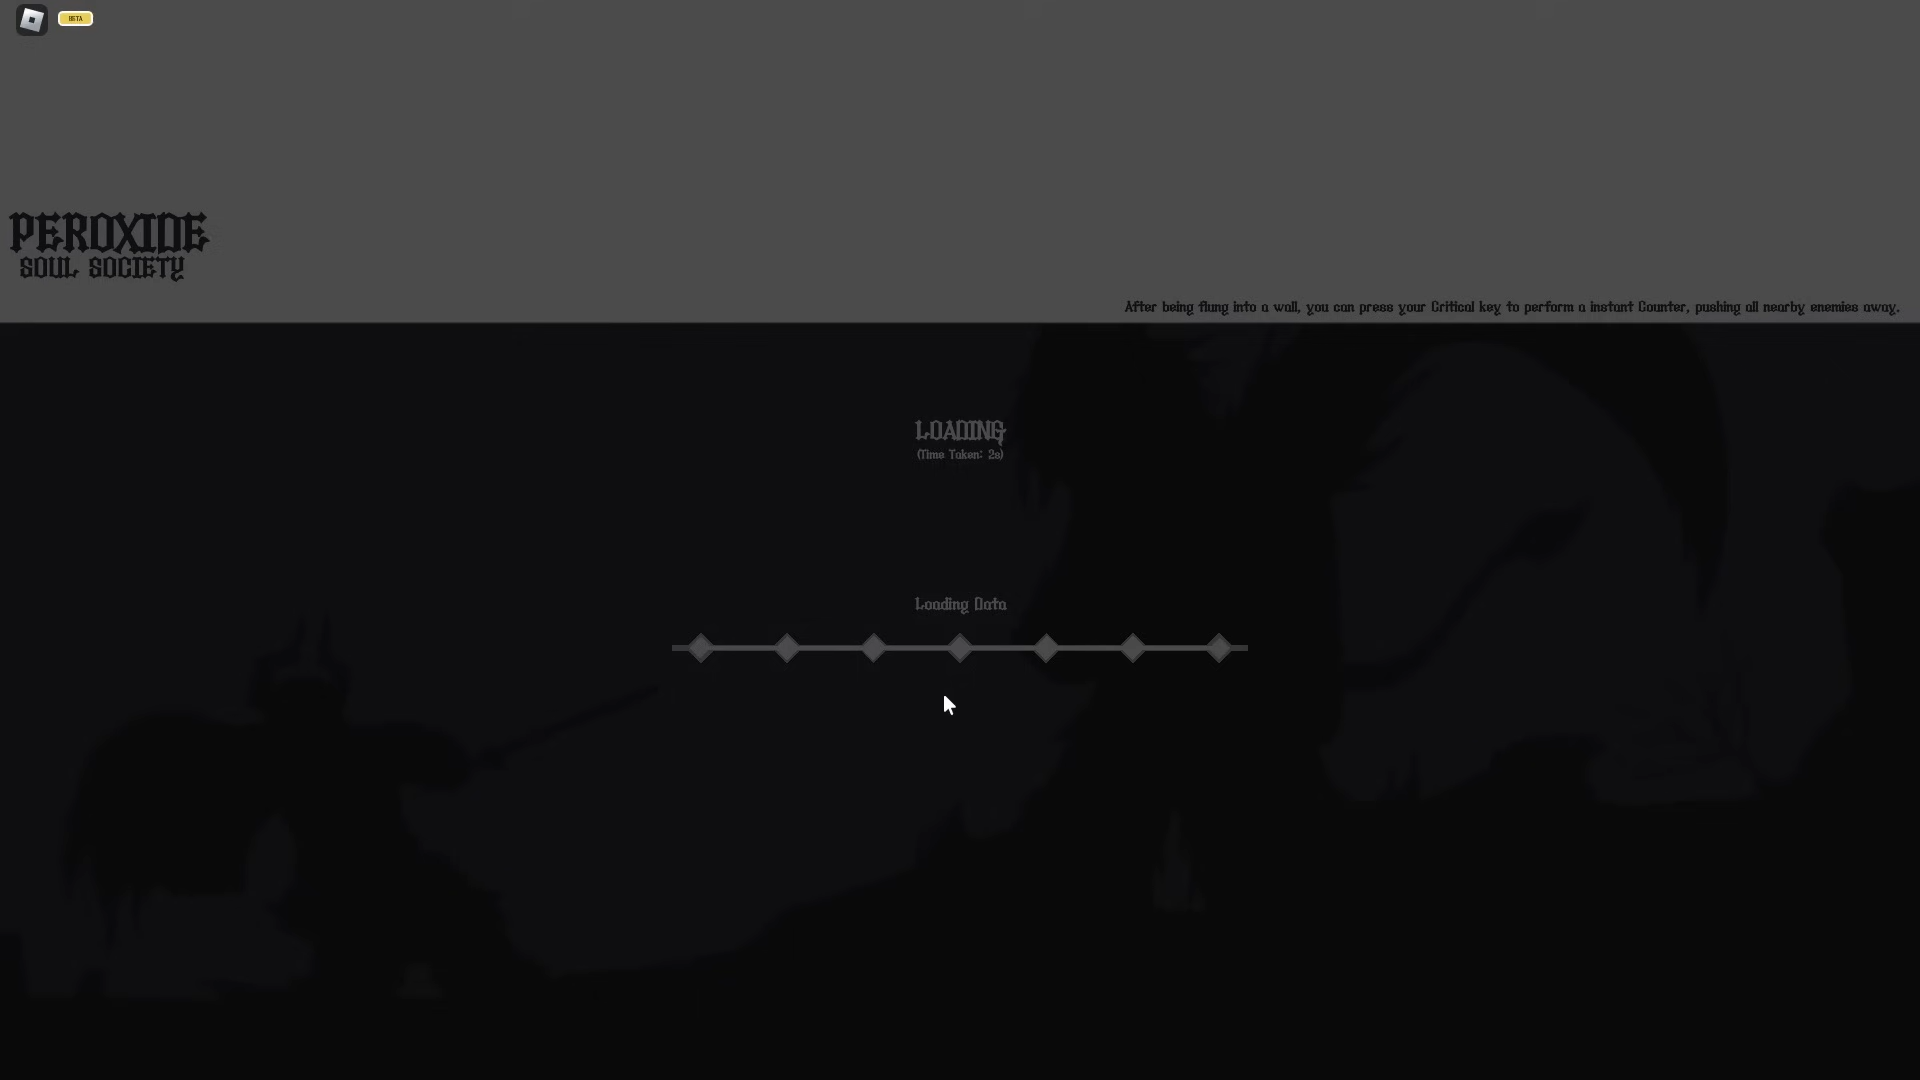 BETA
PEROXIDE
SOUL SOCIETY
After being flung into a wall, you can press your Critical key to perform a instant Counter, pushing all nearby enemies away.
LOADING
(Time Taken: 2s)
Loading Data